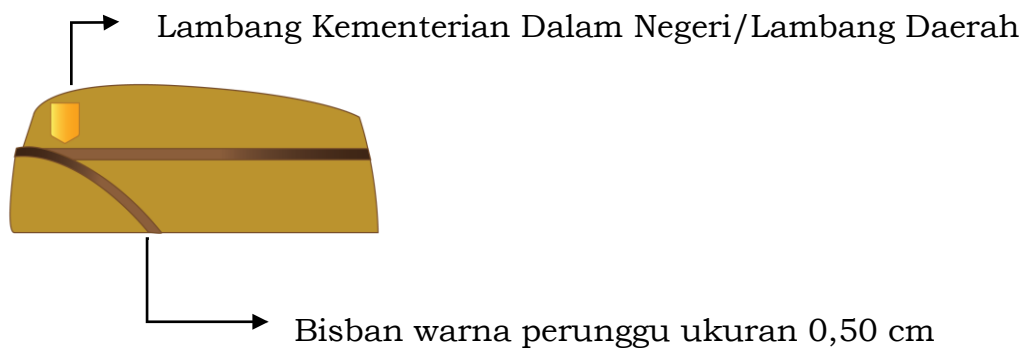 Lambang Kementerian Dalam Negeri/Lambang Daerah
Bisban warna perunggu ukuran 0,50 cm